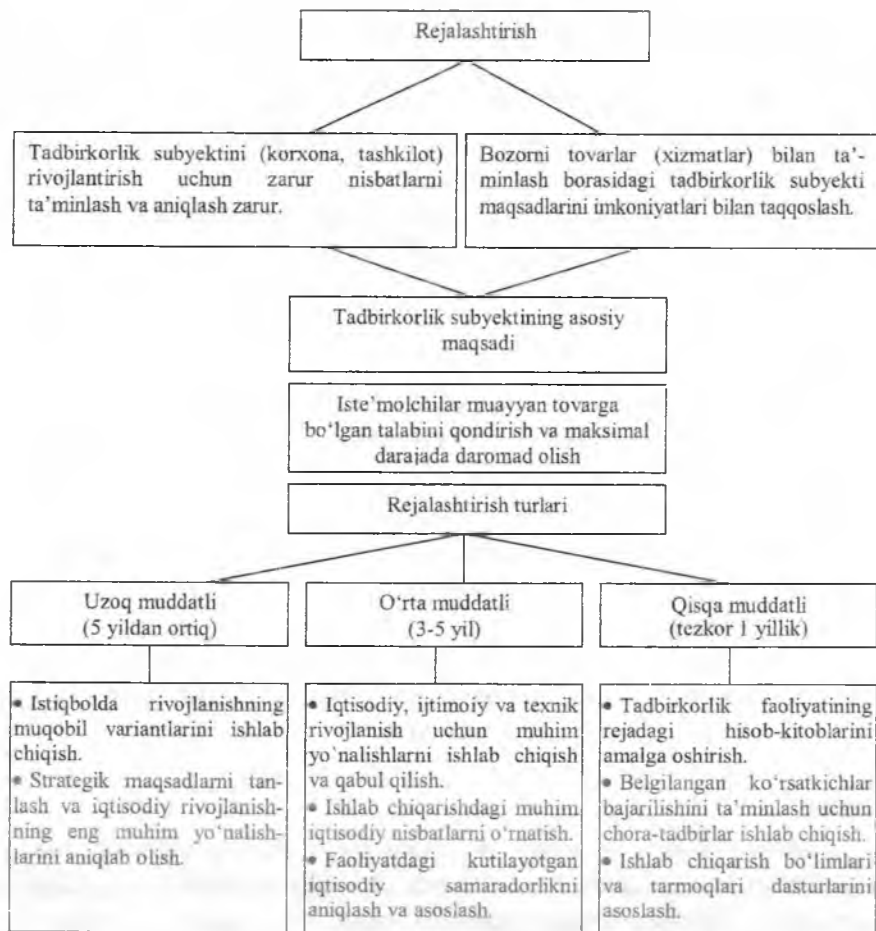 Rejalashtirish
Tadbirkorlik subyektini (korxona, tashkilot)
rivojlantirish uchun zarur nisbatlarni
ta’minlash va aniqlash zarur.
Bozorni tovarlar (xizmatlar) bilan ta’-
minlash borasidagi tadbirkorlik subyekti
maqsadlarini imkoniyatlari bilan taqqoslash.
Tadbirkorlik subyektining asosiy
maqsadi
Iste’molchilar muayyan tovarga
bo‘lgan talabini qondirish va maksimal
darajada daromad olish
Rejalashtirish turlari
Uzoq muddatli
(5 yildan ortiq)
O‘rta muddatli
(3-5 yil)
Qisqa muddatli
(tezkor 1 yillik)
• Istiqbolda rivojlanishning
muqobil variantlarini ishlab
chiqish.
• Strategik maqsadlarni tan-
lash va iqtisodiy rivojlanish-
ning eng muhim yo‘nalish-
larini aniqlab olish.
• Iqtisodiy, ijtimoiy va texnik
rivojlanish uchun muhim
yo`nalishlarni ishlab chiqish
va qabul qilish.
• Ishlab chiqarishdagi muhim
iqtisodiy nisbatlarni o‘rnatish.
• Faoliyatdagi kutilayotgan
iqtisodiy samaradorlikni
aniqlash va asoslash.
• Tadbirkorlik faoliyatining
rejadagi hisob-kitoblarini
amalga oshirish.
• Belgilangan ko‘rsatkichlar
bajarilishini ta’minlash uchun
chora-tadbirlar ishlab chiqish.
• Ishlab chiqarish bo‘limlari
va tarmoqlari dasturlarini
asoslash.